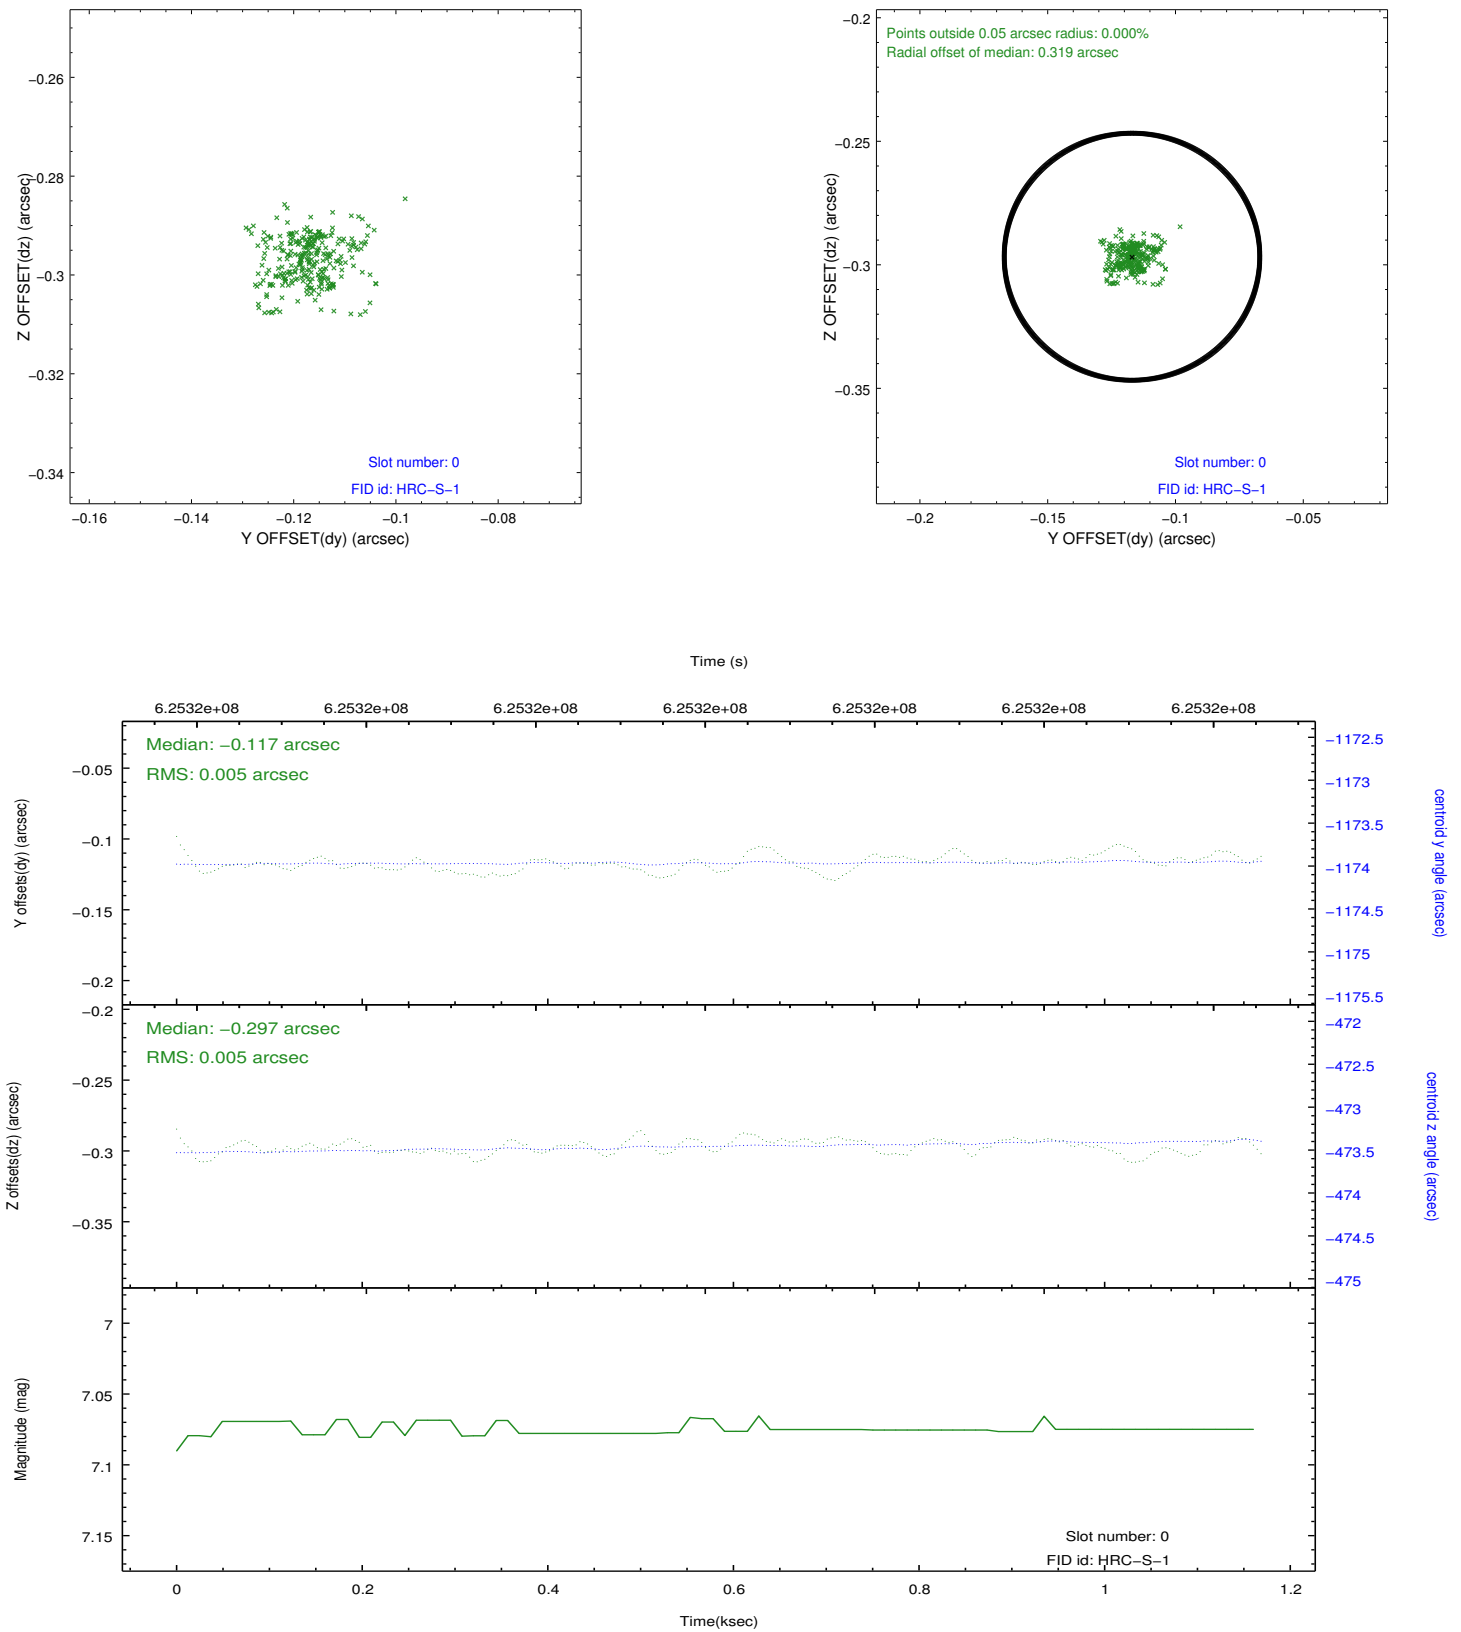 −0.26
−0.28
−0.3
−0.32
−0.34
Z OFFSET(dz) (arcsec)
Slot number: 0
FID id: HRC−S−1
−0.16
−0.14
−0.12
−0.1
−0.08
Y OFFSET(dy) (arcsec)
−0.2
−0.25
−0.3
−0.35
Z OFFSET(dz) (arcsec)
Points outside 0.05 arcsec radius: 0.000%
Radial offset of median: 0.319 arcsec
Slot number: 0
FID id: HRC−S−1
−0.2
−0.15
−0.1
−0.05
Y OFFSET(dy) (arcsec)
Time (s)
6.2532e+08
6.2532e+08
6.2532e+08
6.2532e+08
6.2532e+08
6.2532e+08
6.2532e+08
Median: −0.117 arcsec
RMS: 0.005 arcsec
−0.05
−0.1
−0.15
−0.2
Y offsets(dy) (arcsec)
−1172.5
−1173
−1173.5
−1174
−1174.5
−1175
−1175.5
centroid y angle (arcsec)
Median: −0.297 arcsec
RMS: 0.005 arcsec
−0.2
−0.25
−0.3
−0.35
Z offsets(dz) (arcsec)
−472
−472.5
−473
−473.5
−474
−474.5
−475
centroid z angle (arcsec)
7
7.05
7.1
7.15
Magnitude (mag)
Slot number: 0
FID id: HRC−S−1
0
0.2
0.4
0.6
0.8
1
1.2
Time(ksec)